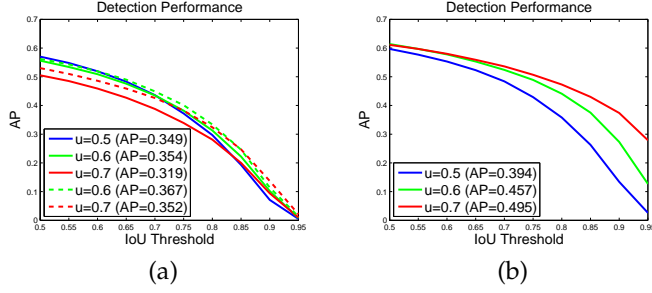 Detection Performance
0.7
0.6
0.5
0.4
0.3
0.2
0.1
0
AP
u=0.5 (AP=0.349)
u=0.6 (AP=0.354)
u=0.7 (AP=0.319)
u=0.6 (AP=0.367)
u=0.7 (AP=0.352)
0.5 0.55 0.6 0.65 0.7 0.75 0.8 0.85 0.9 0.95
IoU Threshold
(a)
Detection Performance
0.7
0.6
0.5
0.4
0.3
0.2
0.1
0
AP
u=0.5 (AP=0.394)
u=0.6 (AP=0.457)
u=0.7 (AP=0.495)
0.5 0.55 0.6 0.65 0.7 0.75 0.8 0.85 0.9 0.95
IoU Threshold
(b)